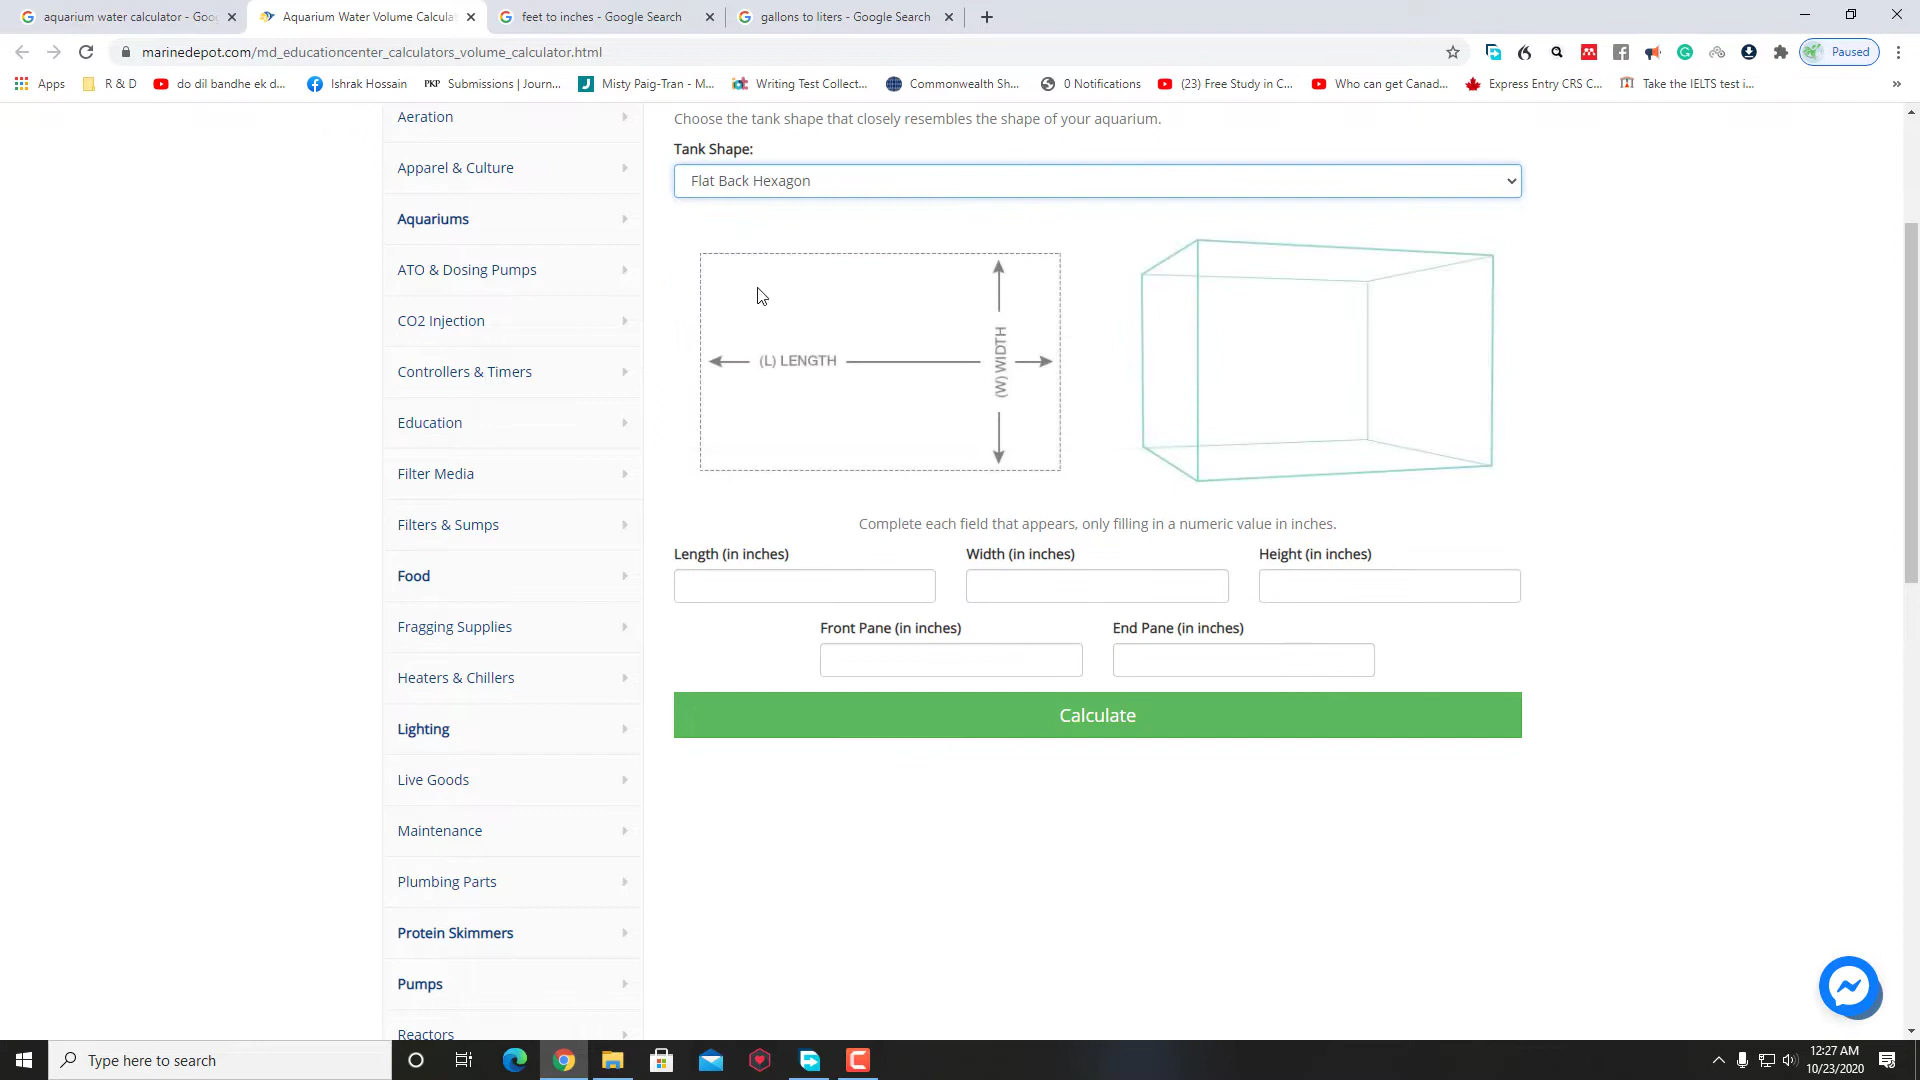 aquarium water calculator - Goo
Aquarium Water Volume Calcula
feet to inches - Google Search
gallons to liters - Google Search
marinedepot.com/md_educationcenter_calculators_volume_calculator.html
Paused
Apps
R & D
do dil bandhe ek d...
Ishrak Hossain
PKP Submissions | Journ...
Misty Paig-Tran - M...
Writing Test Collect...
Commonwealth Sh...
0 Notifications
(23) Free Study in C...
Who can get Canad...
Express Entry CRS C...
Take the IELTS test i...
»
Aeration
Apparel & Culture
Aquariums
ATO & Dosing Pumps
CO2 Injection
Controllers & Timers
Education
Filter Media
Filters & Sumps
Food
Fragging Supplies
Heaters & Chillers
Lighting
Live Goods
Maintenance
Plumbing Parts
Protein Skimmers
Pumps
Reactors
Choose the tank shape that closely resembles the shape of your aquarium.
Tank Shape:
Flat Back Hexagon
(L) LENGTH
(W) WIDTH
Complete each field that appears, only filling in a numeric value in inches.
Length (in inches)
Width (in inches)
Height (in inches)
Front Pane (in inches)
End Pane (in inches)
Calculate
Type here to search
12:27 AM
10/23/2020